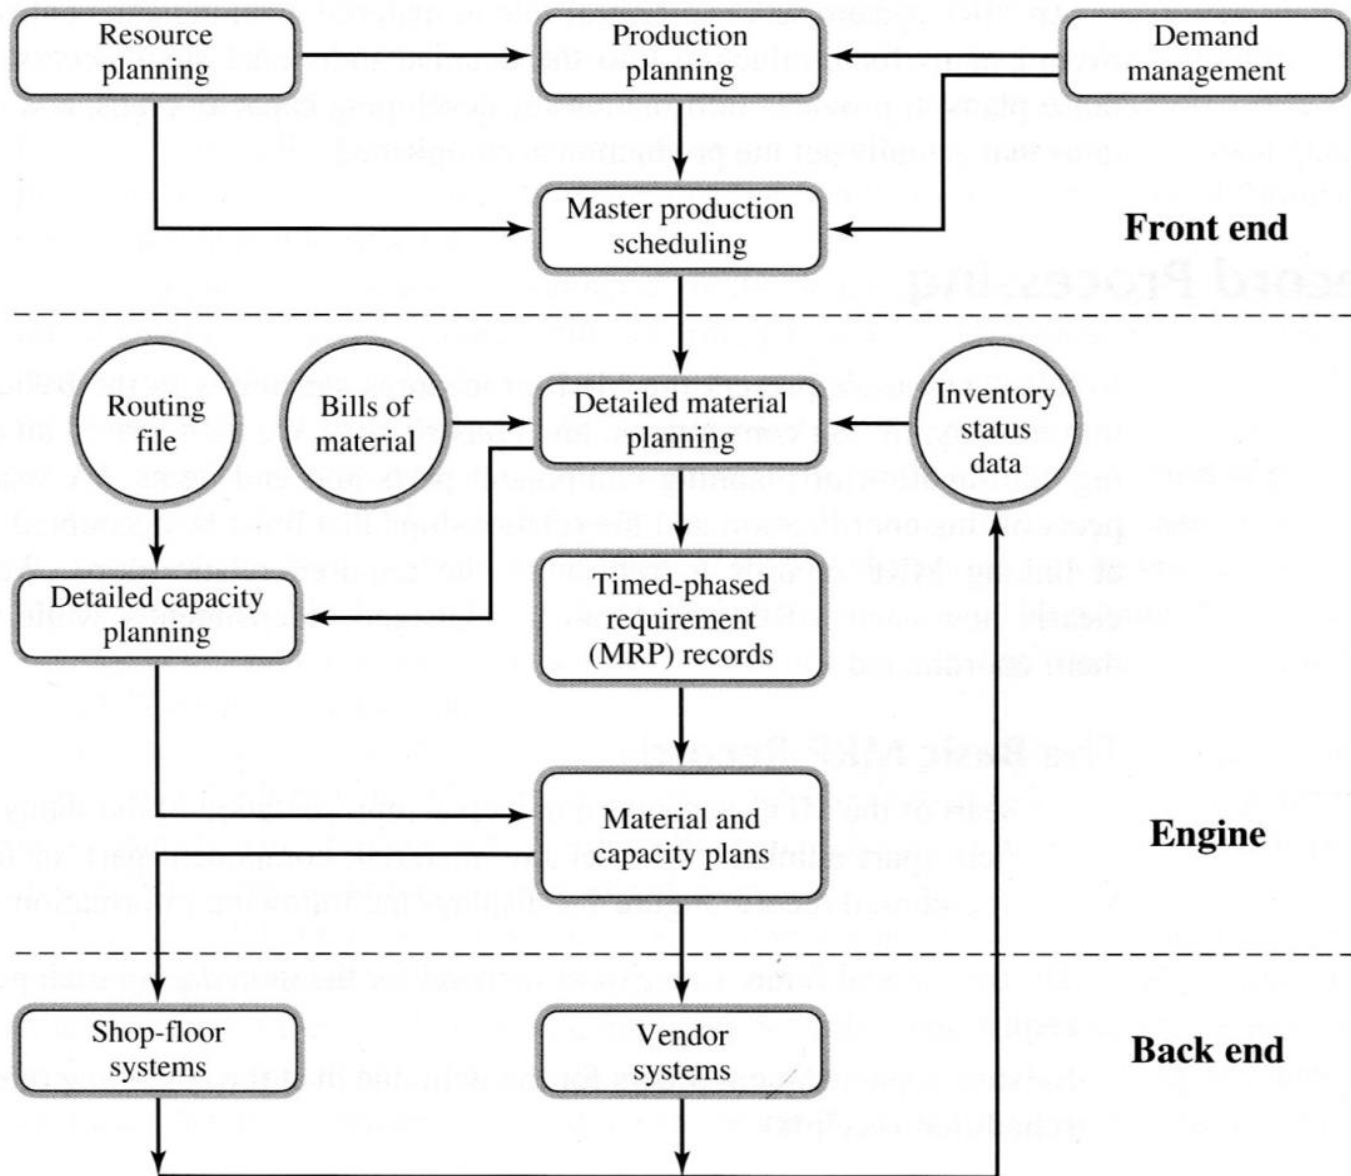 Resource
planning
Production
planning
Demand
management
Master production
scheduling
Front end
Routing
file
Bills of
material
Detailed material
planning
Inventory
status
data
Detailed capacity
planning
Timed-phased
requirement
(MRP) records
Material and
capacity plans
Engine
Shop-floor
systems
Vendor
systems
Back end